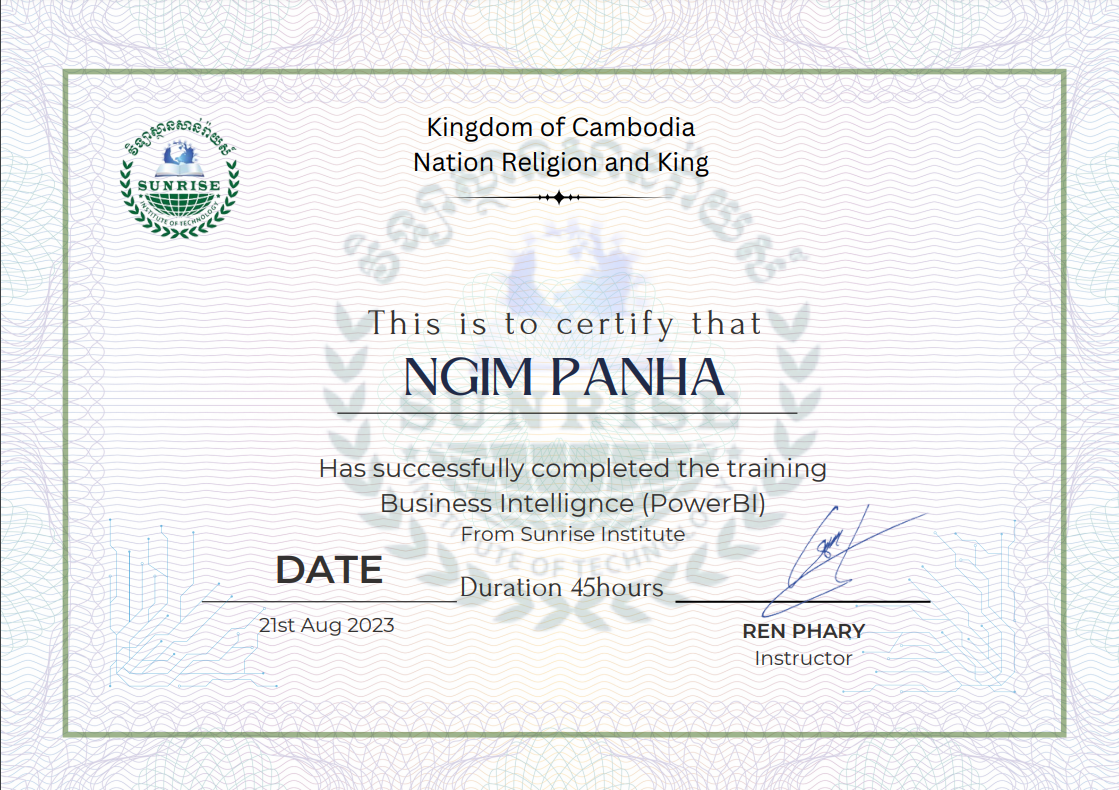 Kingdom of Cambodia
Nation Religion and King
វិទ្យាស្ថានសាន់រ៉ាយស៍
SUNRISE
INSTITUTE OF TECHNOLOGY
This is to certify that
NGIM PANHA
Has successfully completed the training
Business Intellignce (PowerBI)
From Sunrise Institute
DATE
Duration 45hours
21st Aug 2023
REN PHARY
Instructor